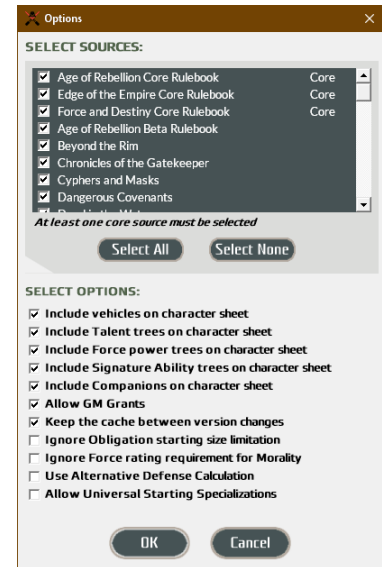 Options
SELECT SOURCES:
Age of Rebellion Core Rulebook Core
Edge of the Empire Core Rulebook Core
Force and Destiny Core Rulebook Core
Age of Rebellion Beta Rulebook
Beyond the Rim
Chronicles of the Gatekeeper
Cyphers and Masks
Dangerous Covenants
At least one core source must be selected
Select All Select None
SELECT OPTIONS:
Include vehicles on character sheet
Include Talent trees on character sheet
Include Force power trees on character sheet
Include Signature Ability trees on character sheet
Include Companions on character sheet
Allow GM Grants
Keep the cache between version changes
Ignore Obligation starting size limitation
Ignore Force rating requirement for Morality
Use Alternative Defense Calculation
Allow Universal Starting Specializations
OK Cancel